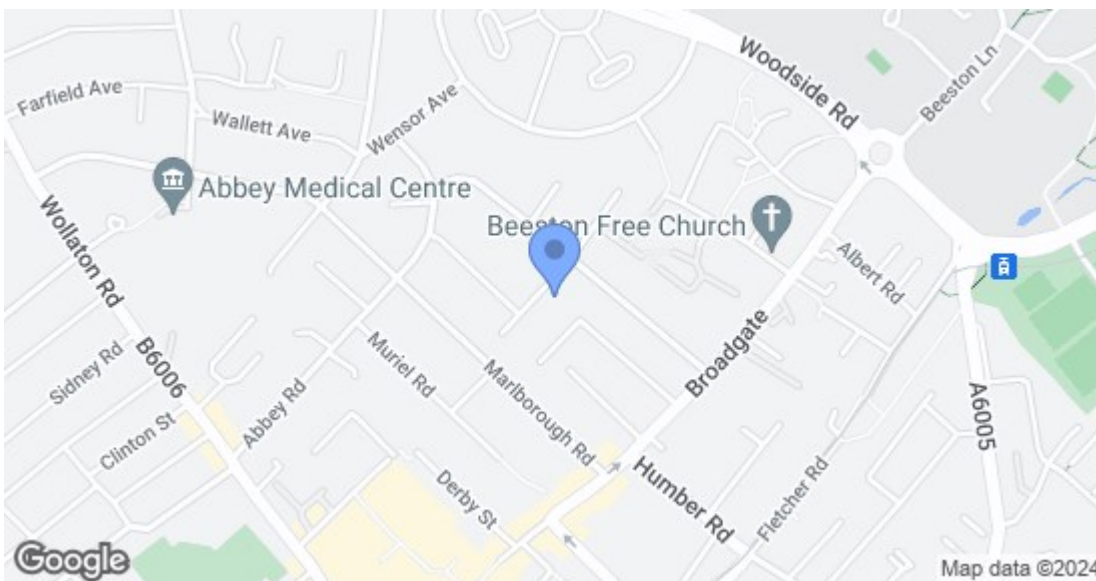 Woodside Rd
Beeston Ln
Farfield Ave
Wallett Ave
Wensor Ave
Abbey Medical Centre
Beeston Free Church
Albert Rd
Wollaton Rd
B6006
Sidney Rd
Clinton St
Abbey Rd
Muriel Rd
Marlborough Rd
Broadgate
A6005
Derby St
Humber Rd
Fletcher Rd
Google
Map data ©2024